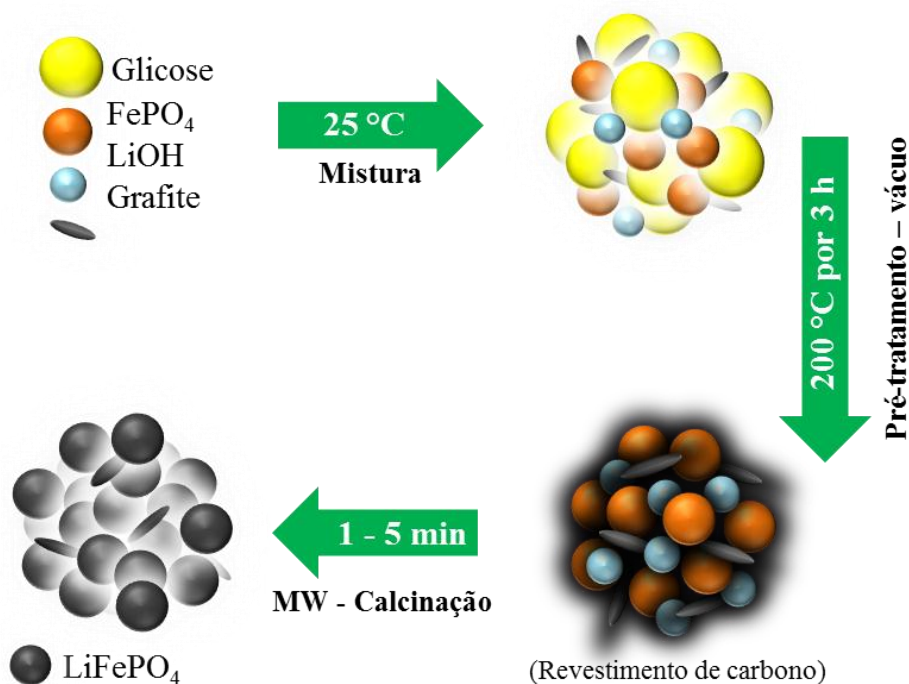 Glicose
FePO₄
LiOH
Grafite
25 °C
Mistura
200 °C por 3 h
Pré-tratamento – vácuo
1 - 5 min
MW - Calcinação
LiFePO₄
(Revestimento de carbono)